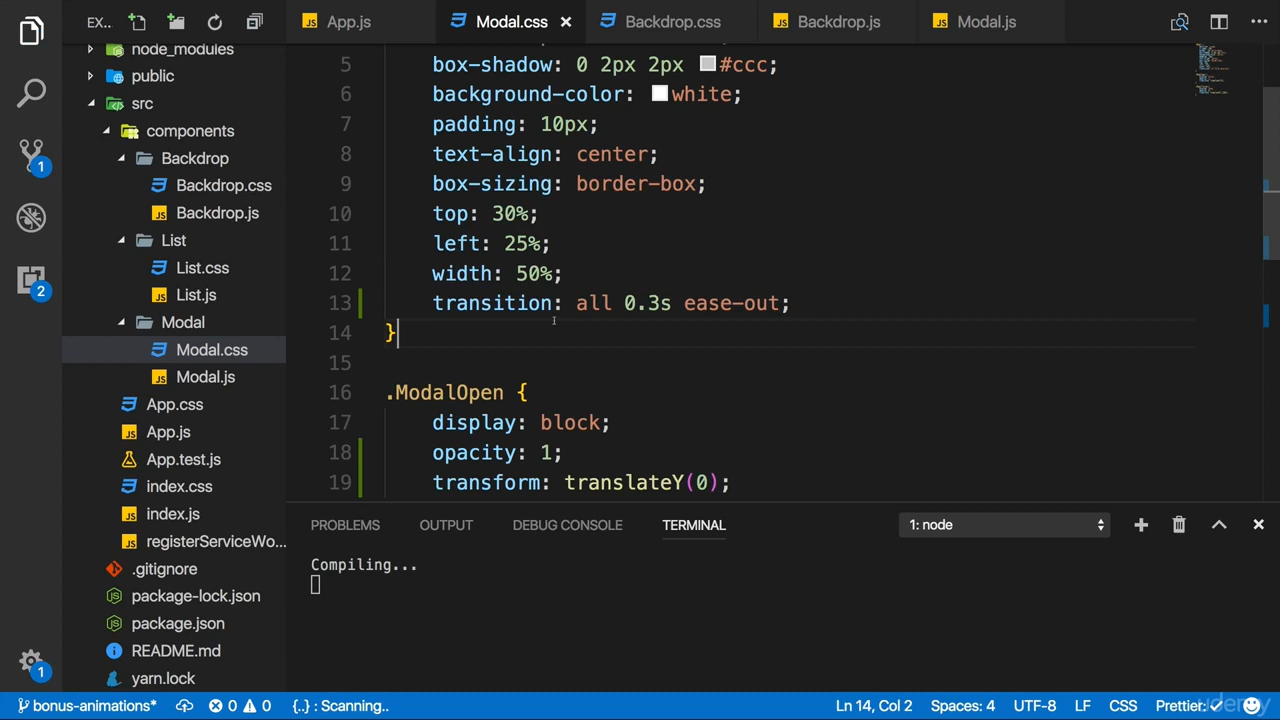 EX...
App.js
Modal.css
Backdrop.css
Backdrop.js
Modal.js
node_modules
public
src
components
Backdrop
Backdrop.css
Backdrop.js
List
List.css
List.js
Modal
Modal.css
Modal.js
App.css
App.js
App.test.js
index.css
index.js
registerServiceWo...
.gitignore
package-lock.json
package.json
README.md
yarn.lock
1
2
1
5 box-shadow: 0 2px 2px #ccc;
6 background-color: white;
7 padding: 10px;
8 text-align: center;
9 box-sizing: border-box;
10 top: 30%;
11 left: 25%;
12 width: 50%;
13 transition: all 0.3s ease-out;
14 }
15
16 .ModalOpen {
17 display: block;
18 opacity: 1;
19 transform: translateY(0);
PROBLEMS OUTPUT DEBUG CONSOLE TERMINAL 1: node
Compiling...
bonus-animations* 0 0 {..} : Scanning.. Ln 14, Col 2 Spaces: 4 UTF-8 LF CSS Prettier: ✓
udemy